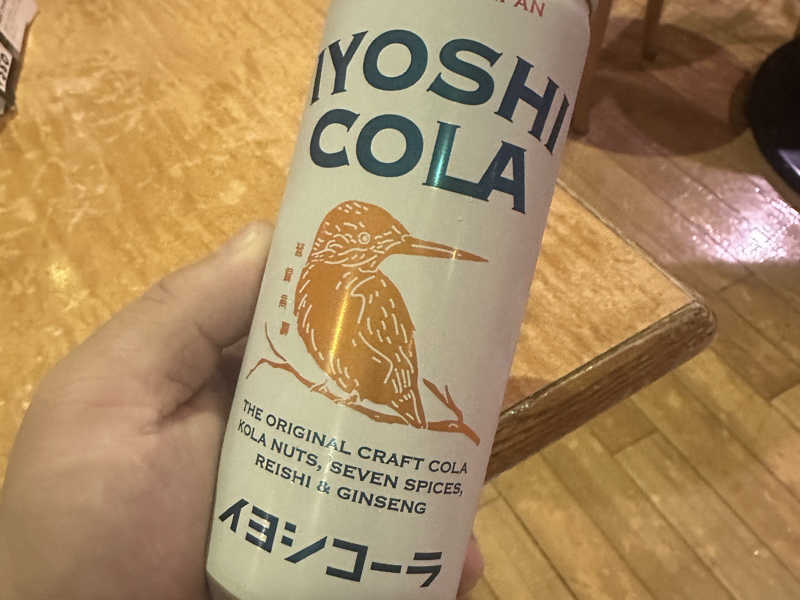 IYOSHI
COLA
THE ORIGINAL CRAFT COLA
KOLA NUTS, SEVEN SPICES,
REISHI & GINSENG
イヨシコーラ